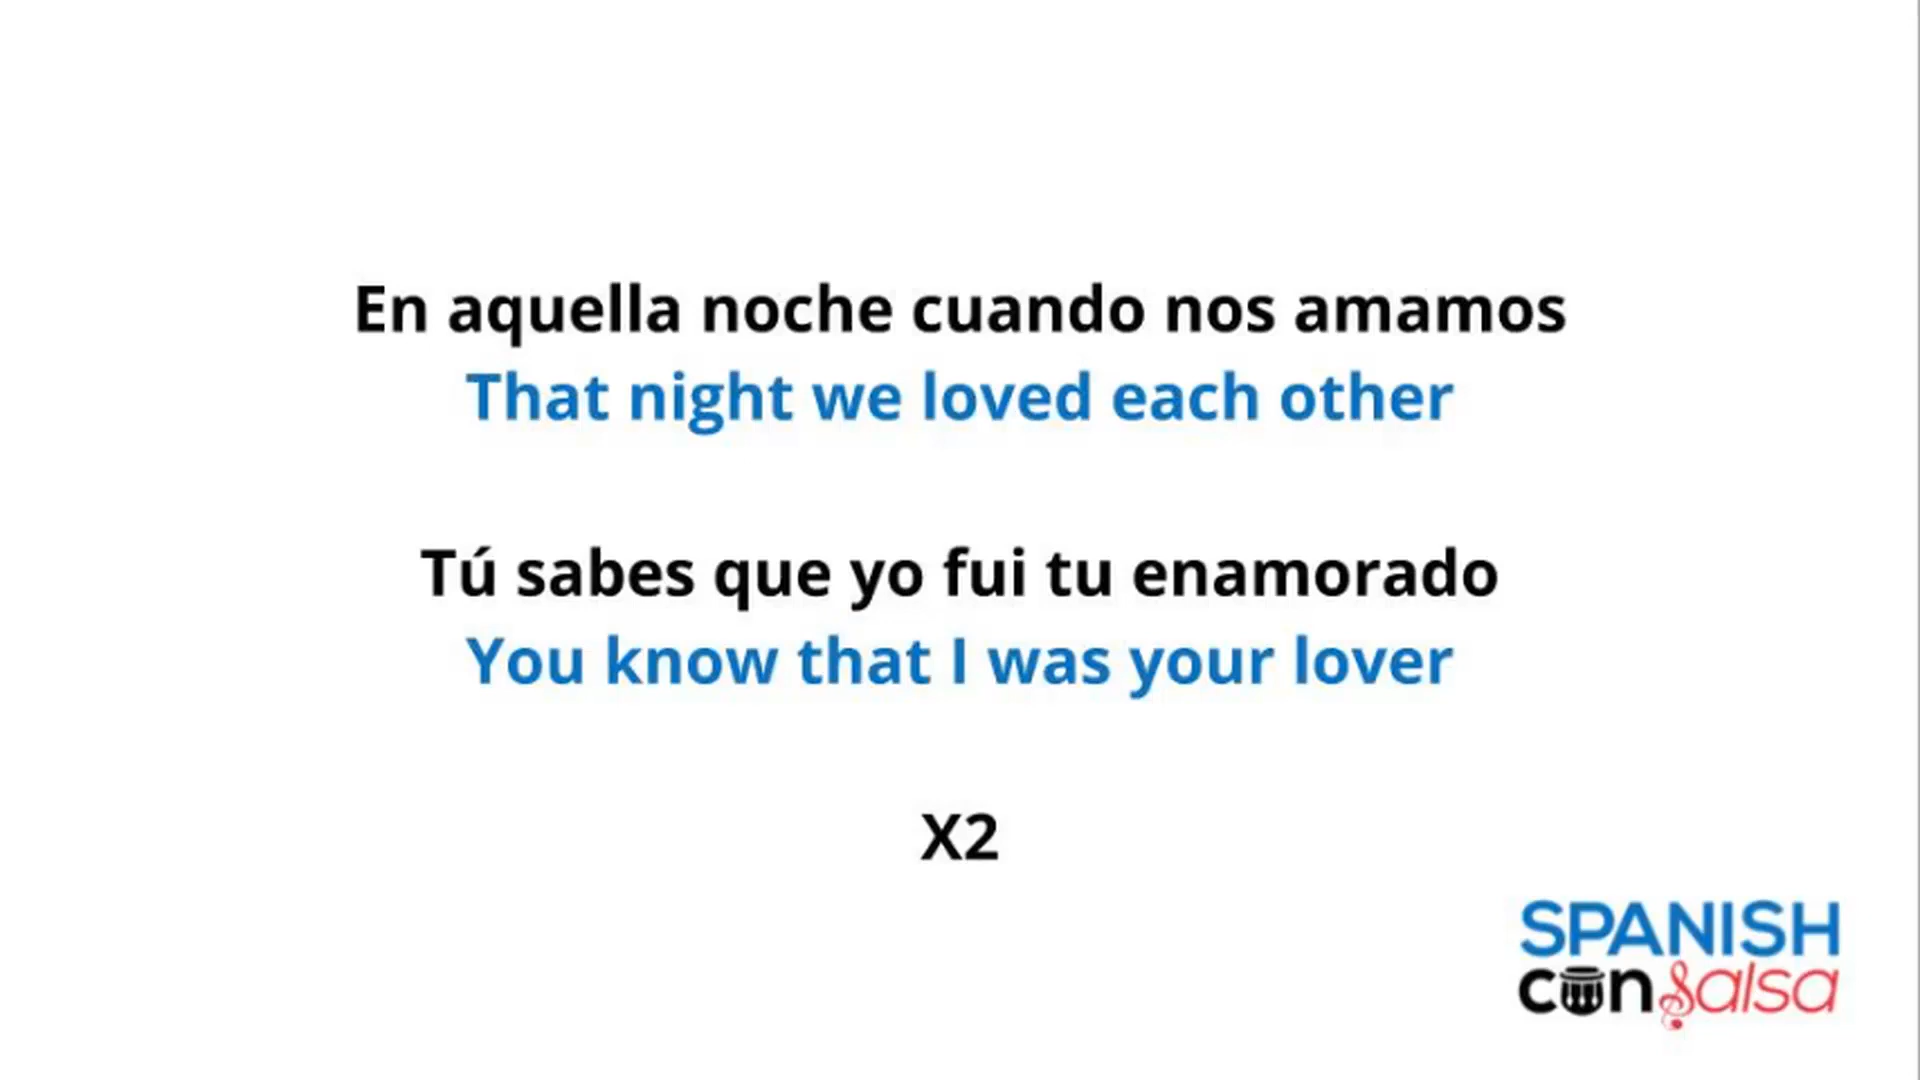 En aquella noche cuando nos amamos
That night we loved each other
Tú sabes que yo fui tu enamorado
You know that I was your lover
X2
SPANISH
con Salsa